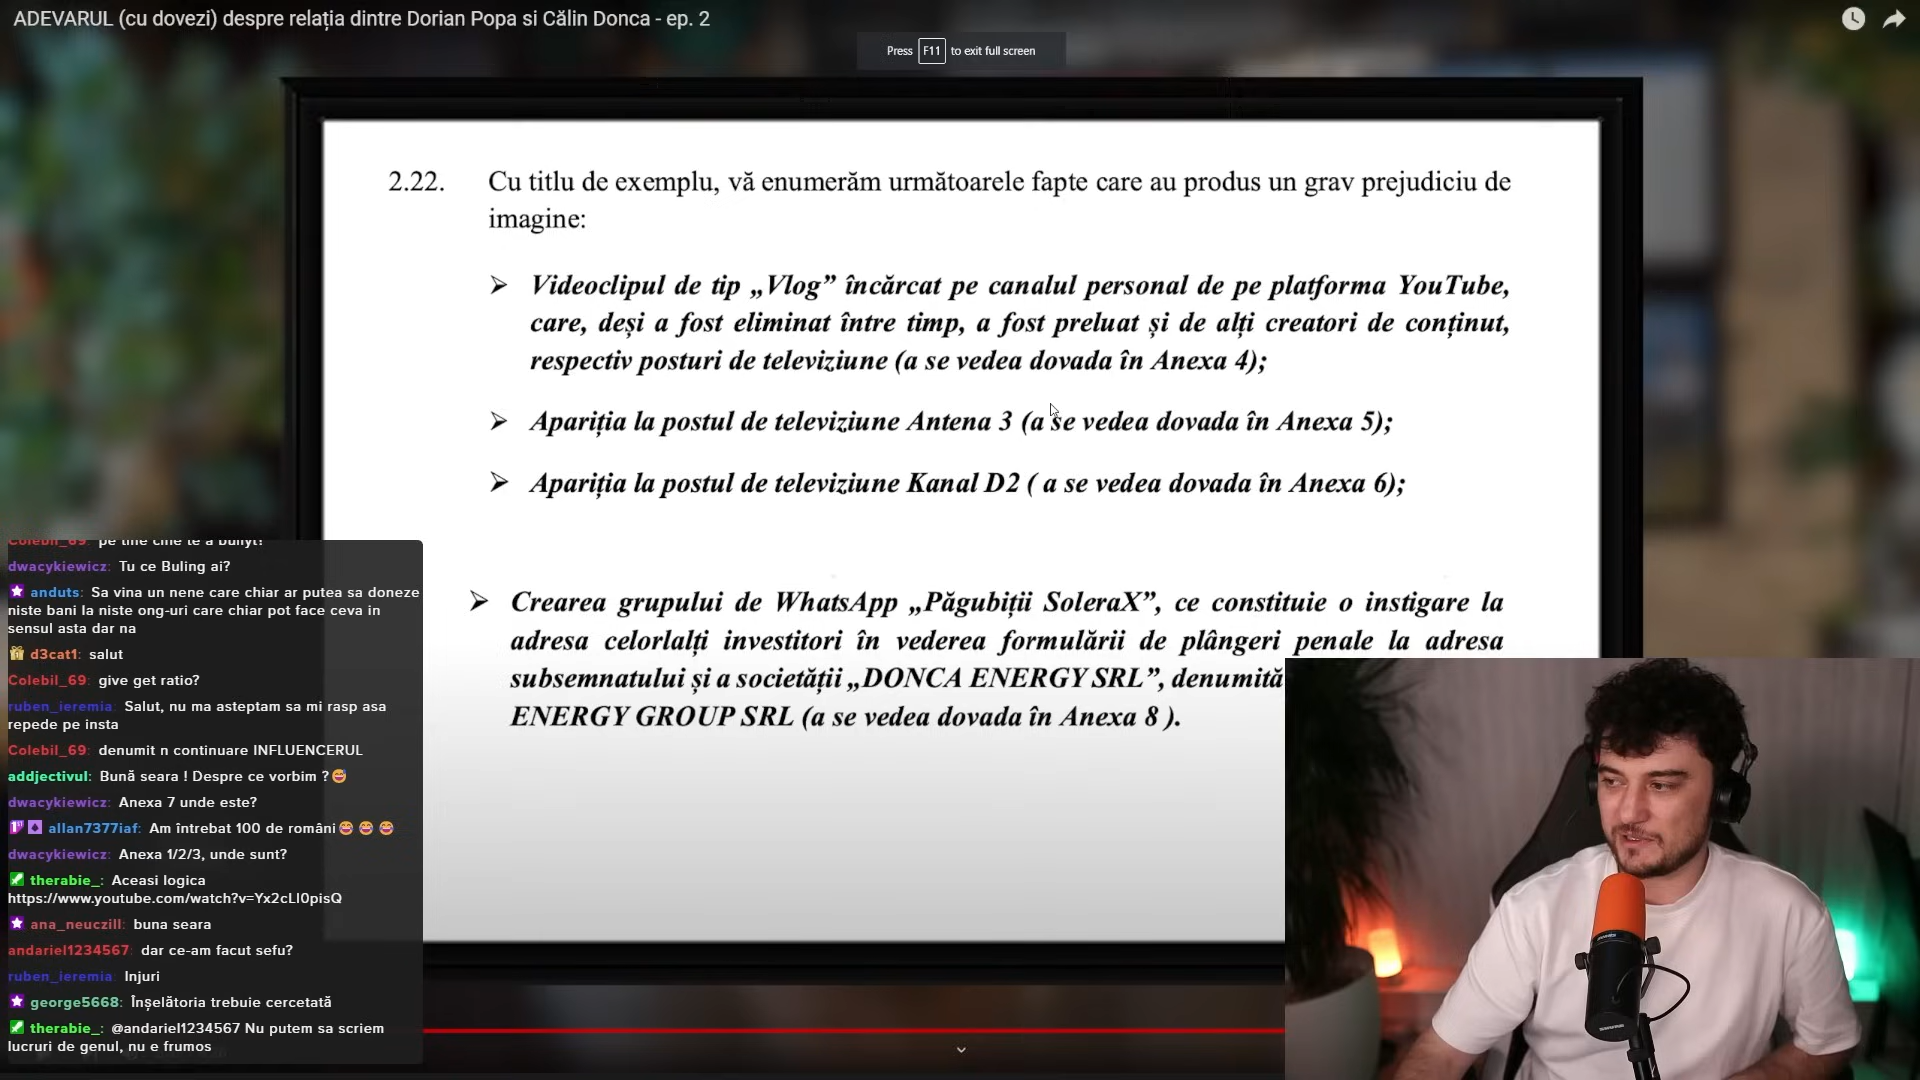 ADEVARUL (cu dovezi) despre relația dintre Dorian Popa si Călin Donca - ep. 2
Press F11 to exit full screen
2.22. Cu titlu de exemplu, vă enumerăm următoarele fapte care au produs un grav prejudiciu de
imagine:
➢ Videoclipul de tip „Vlog” încărcat pe canalul personal de pe platforma YouTube,
care, deși a fost eliminat între timp, a fost preluat și de alți creatori de conținut,
respectiv posturi de televiziune (a se vedea dovada în Anexa 4);
➢ Apariția la postul de televiziune Antena 3 (a se vedea dovada în Anexa 5);
➢ Apariția la postul de televiziune Kanal D2 ( a se vedea dovada în Anexa 6);
➢ Crearea grupului de WhatsApp „Păgubiții SoleraX”, ce constituie o instigare la
adresa celorlalți investitori în vederea formulării de plângeri penale la adresa
subsemnatului și a societății „DONCA ENERGY SRL”, denumită
ENERGY GROUP SRL (a se vedea dovada în Anexa 8 ).
Colebil_69: pe tine cine te a bullyt?
dwacykiewicz: Tu ce Buling ai?
anduts: Sa vina un nene care chiar ar putea sa doneze
niste bani la niste ong-uri care chiar pot face ceva in
sensul asta dar na
d3cat1: salut
Colebil_69: give get ratio?
ruben_ieremia: Salut, nu ma asteptam sa mi rasp asa
repede pe insta
Colebil_69: denumit n continuare INFLUENCERUL
addjectivul: Bună seara ! Despre ce vorbim ?😅
dwacykiewicz: Anexa 7 unde este?
allan7377iaf: Am întrebat 100 de români😂 😂 😂
dwacykiewicz: Anexa 1/2/3, unde sunt?
therabie_: Aceasi logica
https://www.youtube.com/watch?v=Yx2cLl0pisQ
ana_neuczill: buna seara
andariel1234567: dar ce-am facut sefu?
ruben_ieremia: Injuri
george5668: Înșelătoria trebuie cercetată
therabie_: @andariel1234567 Nu putem sa scriem
lucruri de genul, nu e frumos